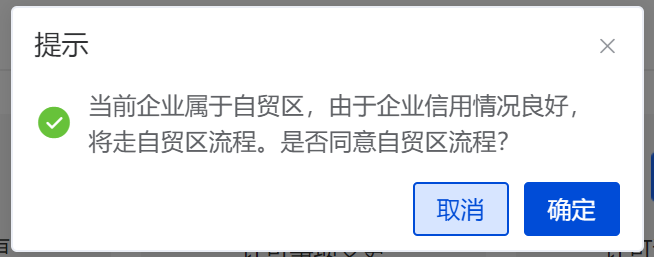 提示
当前企业属于自贸区，由于企业信用情况良好，
将走自贸区流程。是否同意自贸区流程？
取消
确定